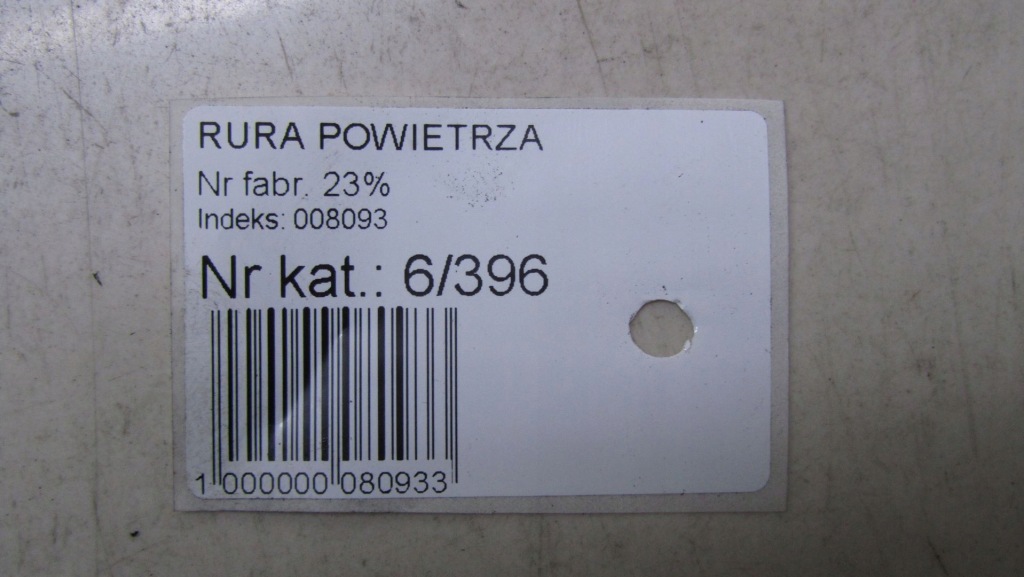 RURA POWIETRZA
Nr fabr. 23%
Indeks: 008093
Nr kat.: 6/396
1 000000 080933